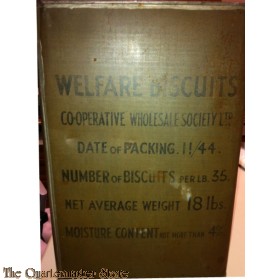 WELFARE BISCUITS
CO-OPERATIVE WHOLESALE SOCIETY LTD
DATE OF PACKING. 11/44.
NUMBER OF BISCUITS PER LB. 35.
NET AVERAGE WEIGHT 18 lbs.
MOISTURE CONTENT NOT MORE THAN 4%
The Quartermaster Store